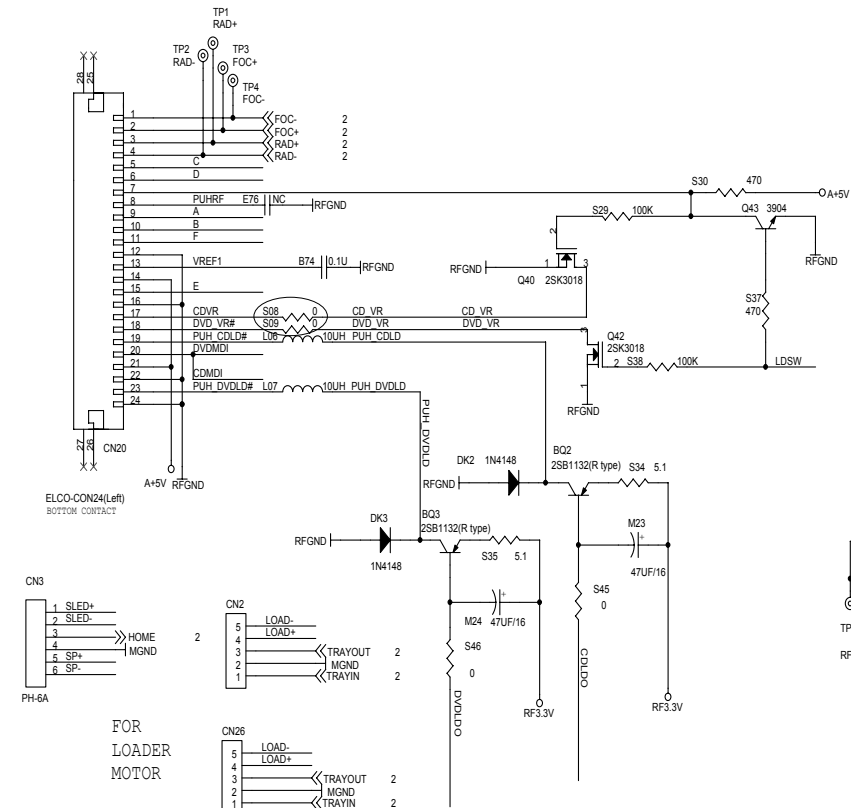 TP1
RAD+
TP2
RAD-
TP3
FOC+
TP4
FOC-
28
25
1
2
3
4
5
6
7
8
9
10
11
12
13
14
15
16
17
18
19
20
21
22
23
24
FOC- 2
FOC+ 2
RAD+ 2
RAD- 2
C
D
PUHRF E76 NC RFGND
A
B
F
VREF1 B74 0.1U RFGND
E
CDVR S08 0 CD_VR CD_VR
DVD_VR# S09 0 DVD_VR DVD_VR
PUH_CDLD# L06 10UH PUH_CDLD
DVDMDI
CDMDI
PUH_DVDLD# L07 10UH PUH_DVDLD
27
26
CN20
A+5V
RFGND
ELCO-CON24(Left)
BOTTOM CONTACT
S30 470
A+5V
S29 100K
Q43 3904
RFGND
2
RFGND 1 3
Q40 2SK3018
S37
470
3
Q42
2SK3018
2 S38 100K LDSW
1
RFGND
PUH_DVDLD
DK2 1N4148
RFGND
BQ2
2SB1132(R type) S34 5.1
M23
+
47UF/16
S45
0
CDLDO
RF3.3V
DK3
RFGND
1N4148
BQ3
2SB1132(R type)
S35 5.1
+
M24 47UF/16
S46
0
DVDLDO
RF3.3V
CN3
1 SLED+
2 SLED-
3 HOME 2
4 MGND
5 SP+
6 SP-
PH-6A
CN2
5 LOAD-
4 LOAD+
3 TRAYOUT 2
2 MGND
1 TRAYIN 2
FOR
LOADER
MOTOR
CN26
5 LOAD-
4 LOAD+
3 TRAYOUT 2
2 MGND
1 TRAYIN 2
TP
RF